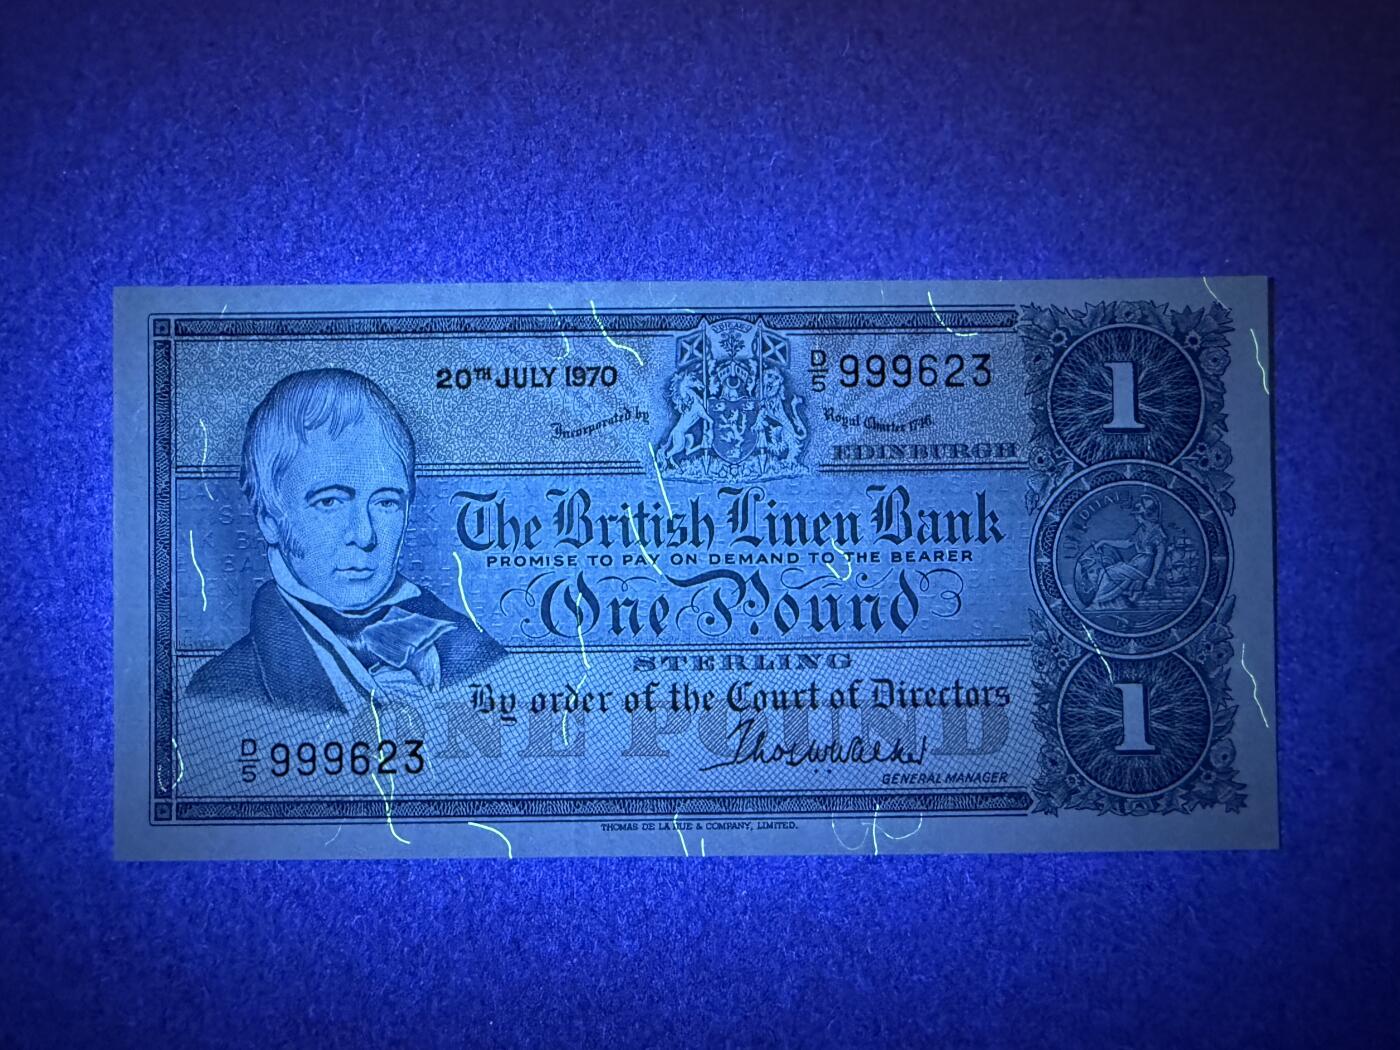 20TH JULY 1970
D/5 999623
Incorporated by Royal Charter 1746.
EDINBURGH
The British Linen Bank
PROMISE TO PAY ON DEMAND TO THE BEARER
One Pound
STERLING
By order of the Court of Directors
ONE POUND
D/5 999623
GENERAL MANAGER
THOMAS DE LA RUE & COMPANY, LIMITED.
1
1